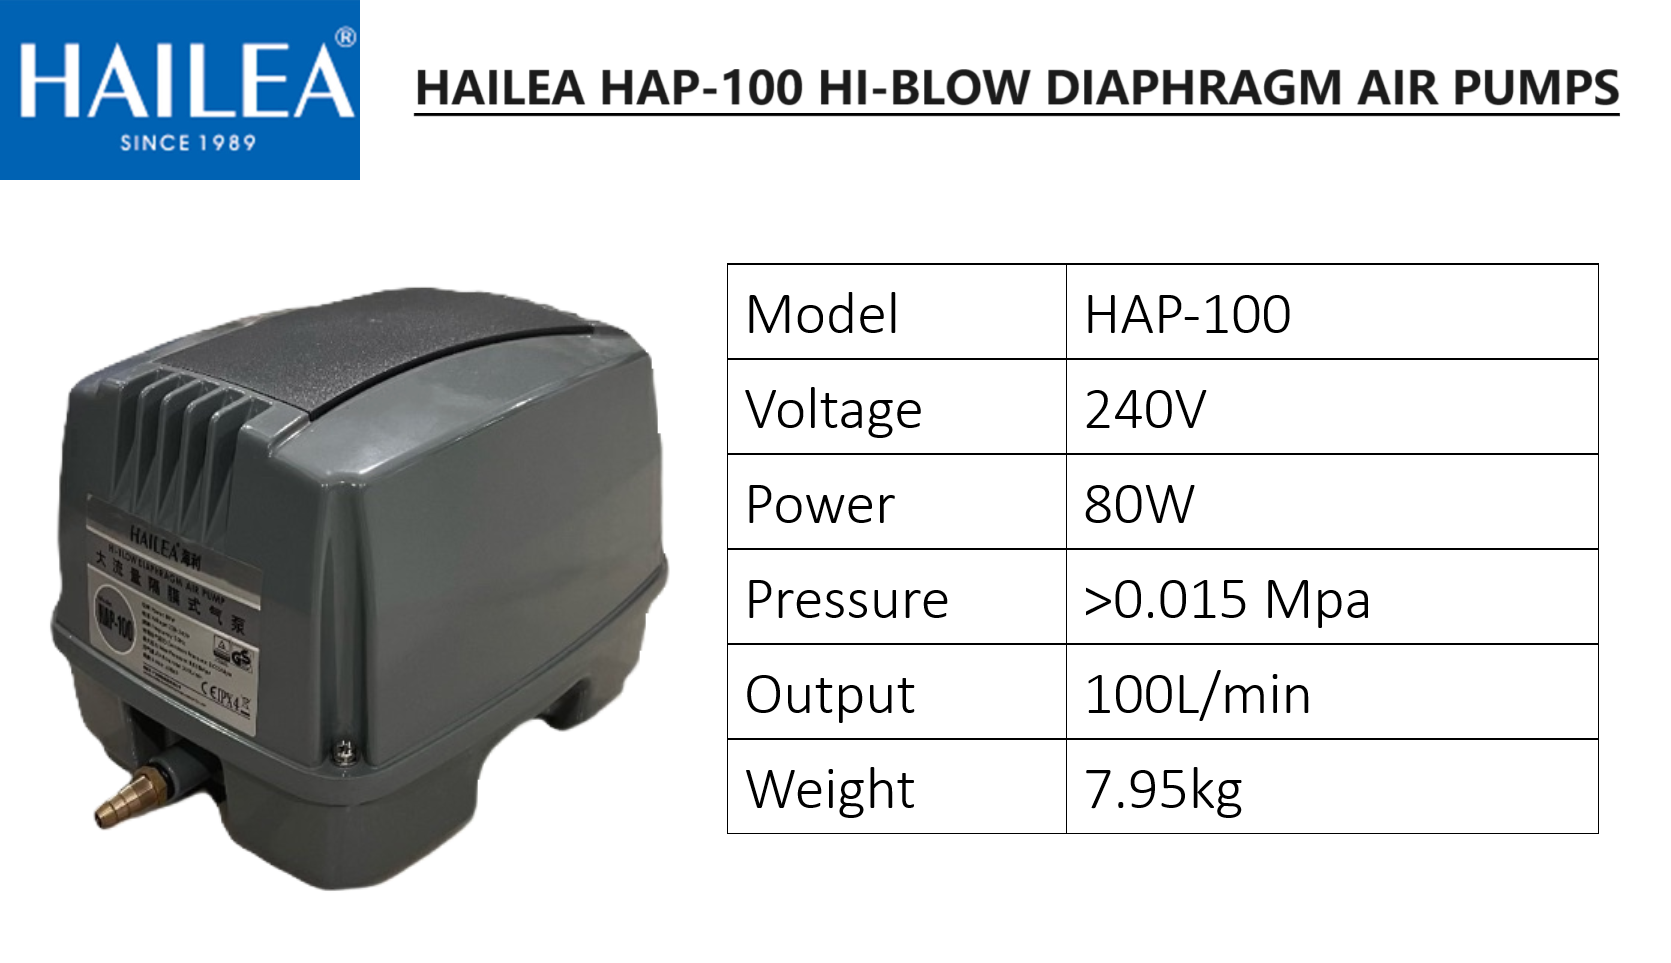 HAILEA®
SINCE 1989
HAILEA HAP-100 HI-BLOW DIAPHRAGM AIR PUMPS
Model HAP-100
Voltage 240V
Power 80W
Pressure >0.015 Mpa
Output 100L/min
Weight 7.95kg
HAILEA® 海利
HI-BLOW DIAPHRAGM AIR PUMP
大流量隔膜式气泵
HAP-100
CE IPX4